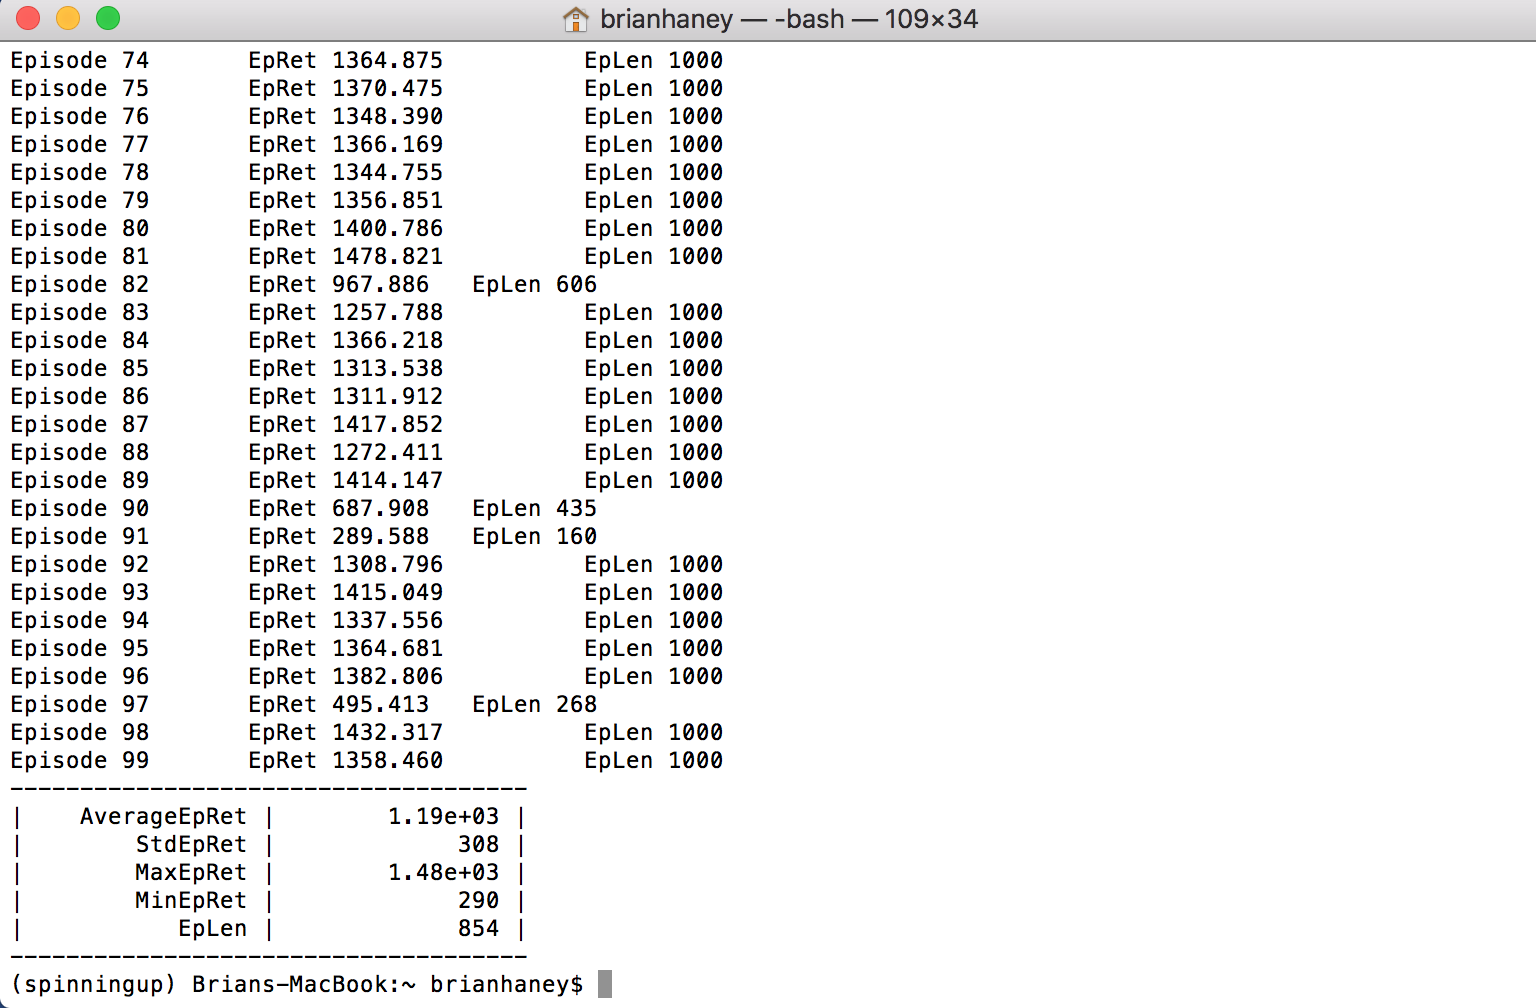 brianhaney — -bash — 109×34
Episode 74 EpRet 1364.875 EpLen 1000
Episode 75 EpRet 1370.475 EpLen 1000
Episode 76 EpRet 1348.390 EpLen 1000
Episode 77 EpRet 1366.169 EpLen 1000
Episode 78 EpRet 1344.755 EpLen 1000
Episode 79 EpRet 1356.851 EpLen 1000
Episode 80 EpRet 1400.786 EpLen 1000
Episode 81 EpRet 1478.821 EpLen 1000
Episode 82 EpRet 967.886 EpLen 606
Episode 83 EpRet 1257.788 EpLen 1000
Episode 84 EpRet 1366.218 EpLen 1000
Episode 85 EpRet 1313.538 EpLen 1000
Episode 86 EpRet 1311.912 EpLen 1000
Episode 87 EpRet 1417.852 EpLen 1000
Episode 88 EpRet 1272.411 EpLen 1000
Episode 89 EpRet 1414.147 EpLen 1000
Episode 90 EpRet 687.908 EpLen 435
Episode 91 EpRet 289.588 EpLen 160
Episode 92 EpRet 1308.796 EpLen 1000
Episode 93 EpRet 1415.049 EpLen 1000
Episode 94 EpRet 1337.556 EpLen 1000
Episode 95 EpRet 1364.681 EpLen 1000
Episode 96 EpRet 1382.806 EpLen 1000
Episode 97 EpRet 495.413 EpLen 268
Episode 98 EpRet 1432.317 EpLen 1000
Episode 99 EpRet 1358.460 EpLen 1000
-------------------------------------
| AverageEpRet | 1.19e+03 |
| StdEpRet | 308 |
| MaxEpRet | 1.48e+03 |
| MinEpRet | 290 |
| EpLen | 854 |
-------------------------------------
(spinningup) Brians-MacBook:~ brianhaney$